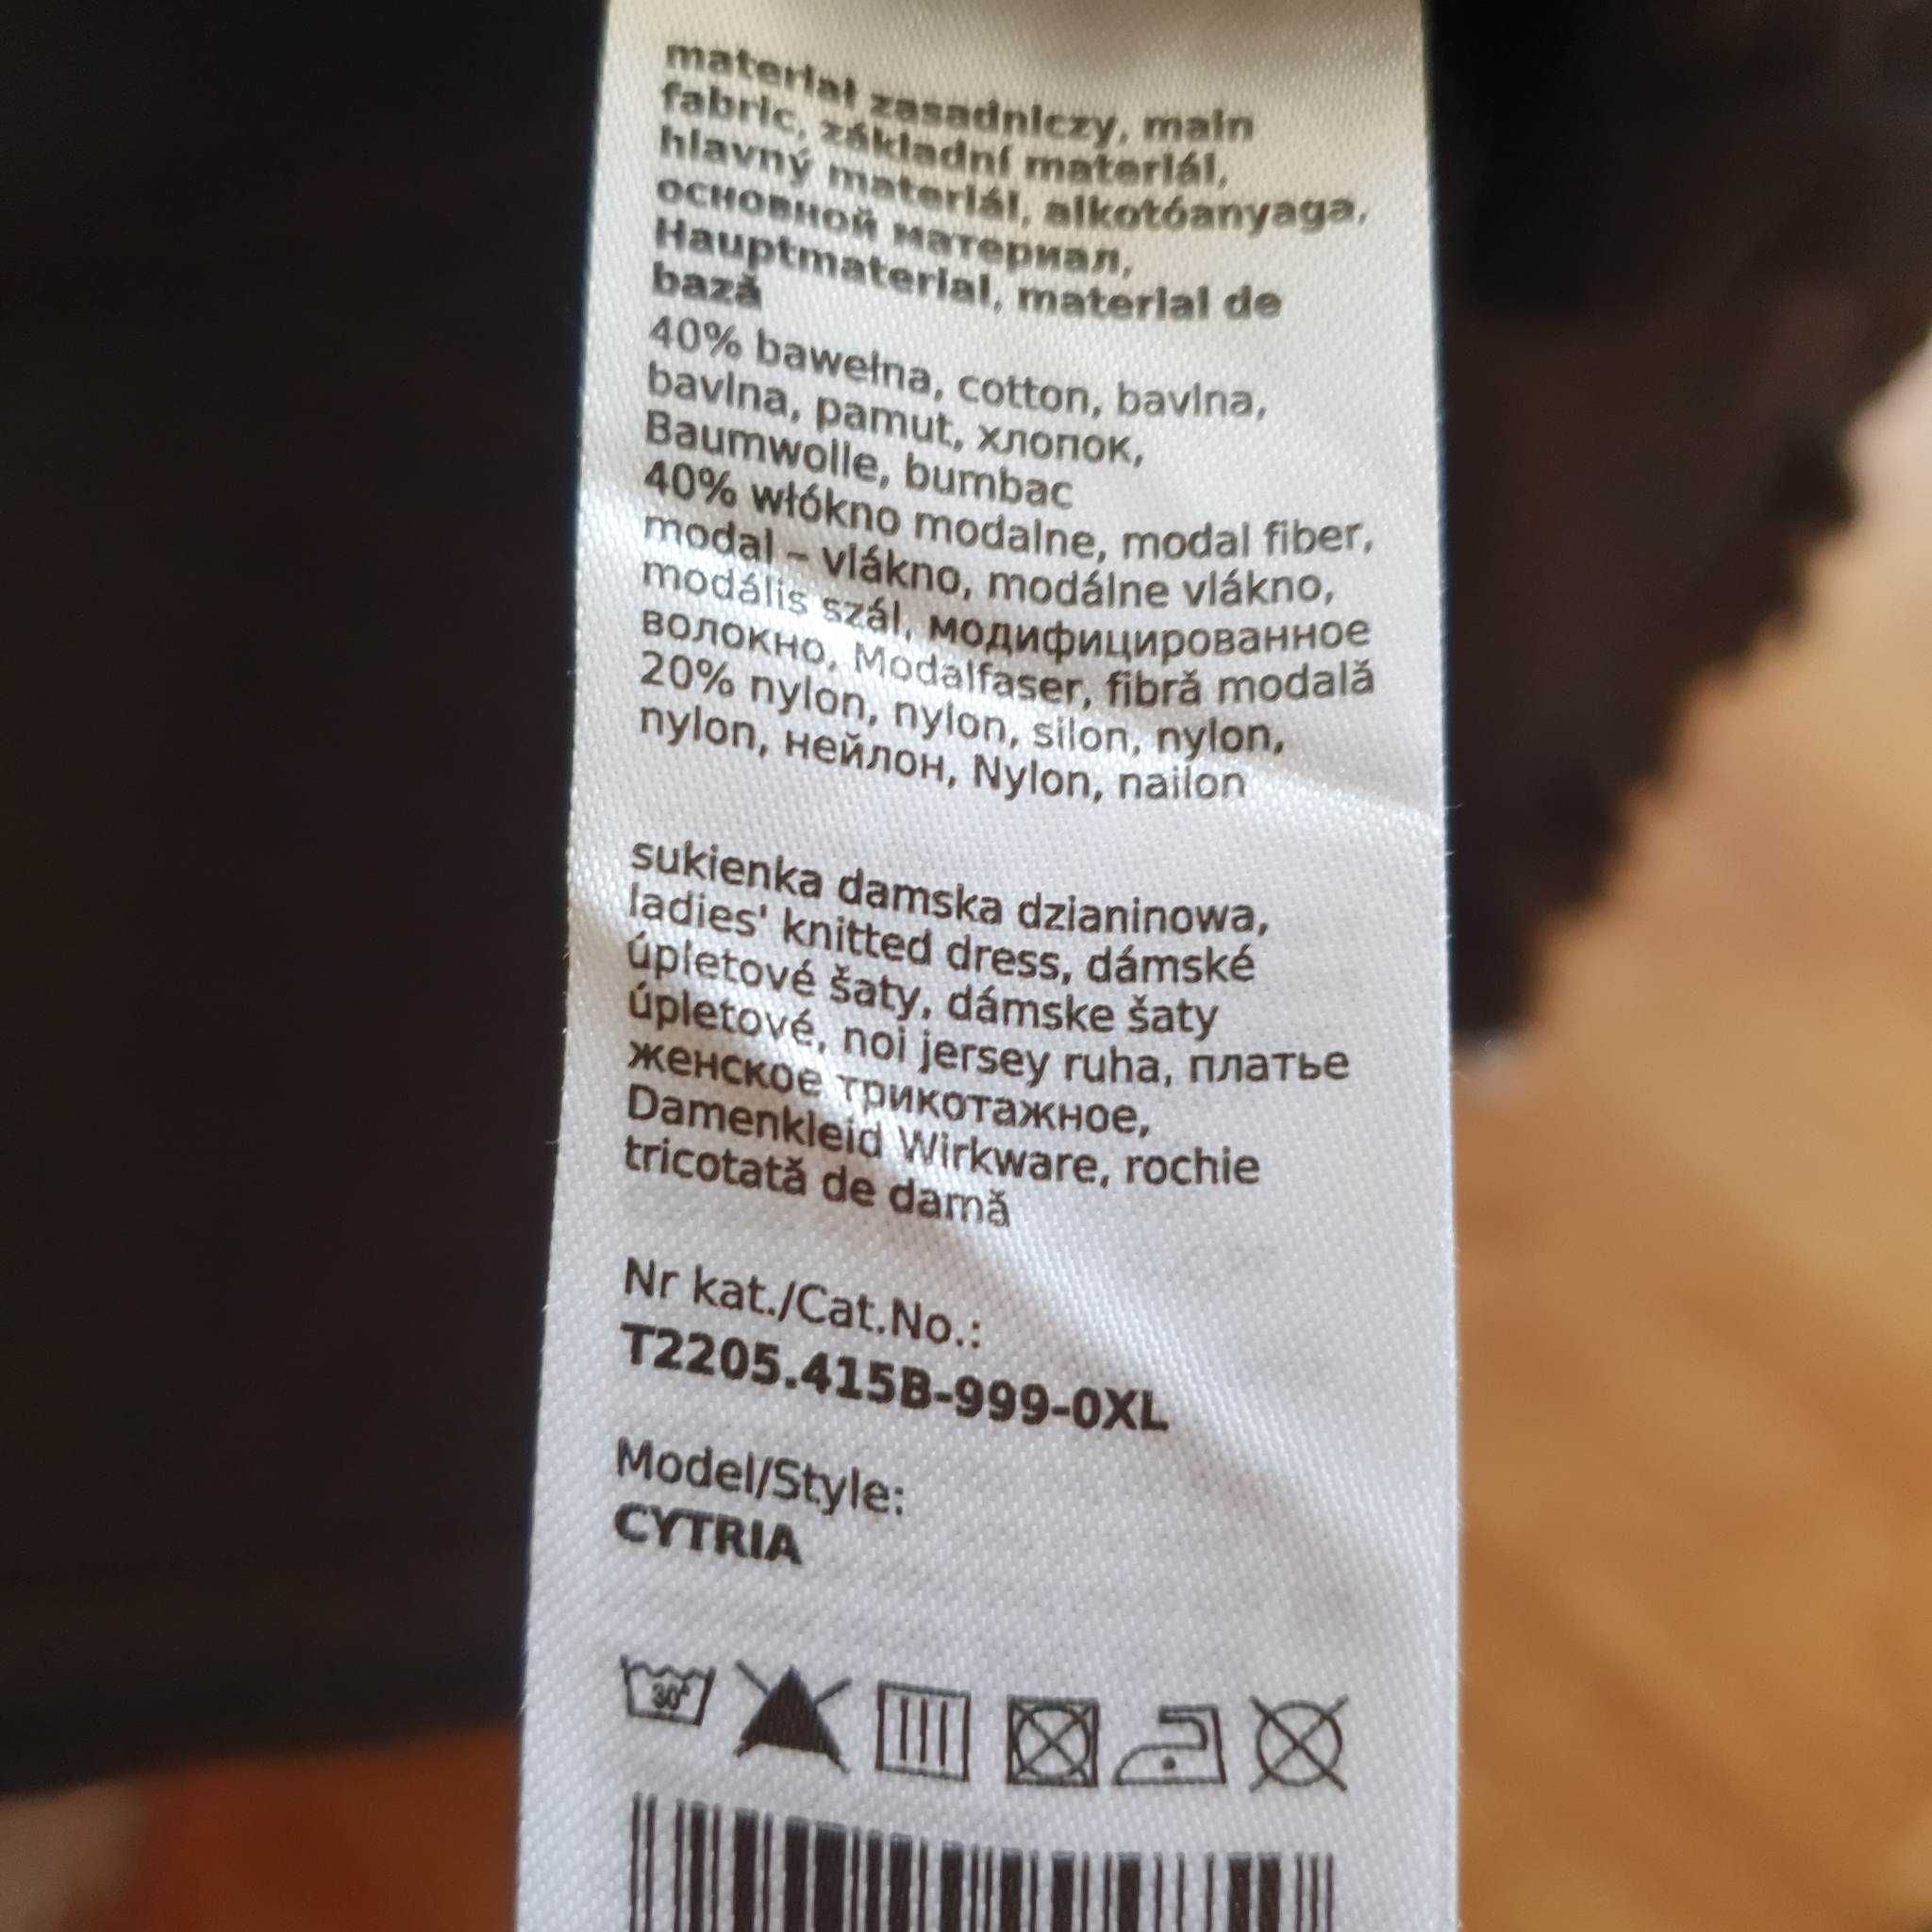 materiał zasadniczy, main
fabric, základní materiál,
hlavný materiál, alkotóanyaga,
основной материал,
Hauptmaterial, material de
bază
40% bawełna, cotton, bavlna,
bavlna, pamut, хлопок,
Baumwolle, bumbac
40% włókno modalne, modal fiber,
modal – vlákno, modálne vlákno,
modális szál, модифицированное
волокно, Modalfaser, fibră modală
20% nylon, nylon, silon, nylon,
nylon, нейлон, Nylon, nailon
sukienka damska dzianinowa,
ladies' knitted dress, dámské
úpletové šaty, dámske šaty
úpletové, noi jersey ruha, платье
женское трикотажное,
Damenkleid Wirkware, rochie
tricotată de damă
Nr kat./Cat.No.:
T2205.415B-999-0XL
Model/Style:
CYTRIA
30°